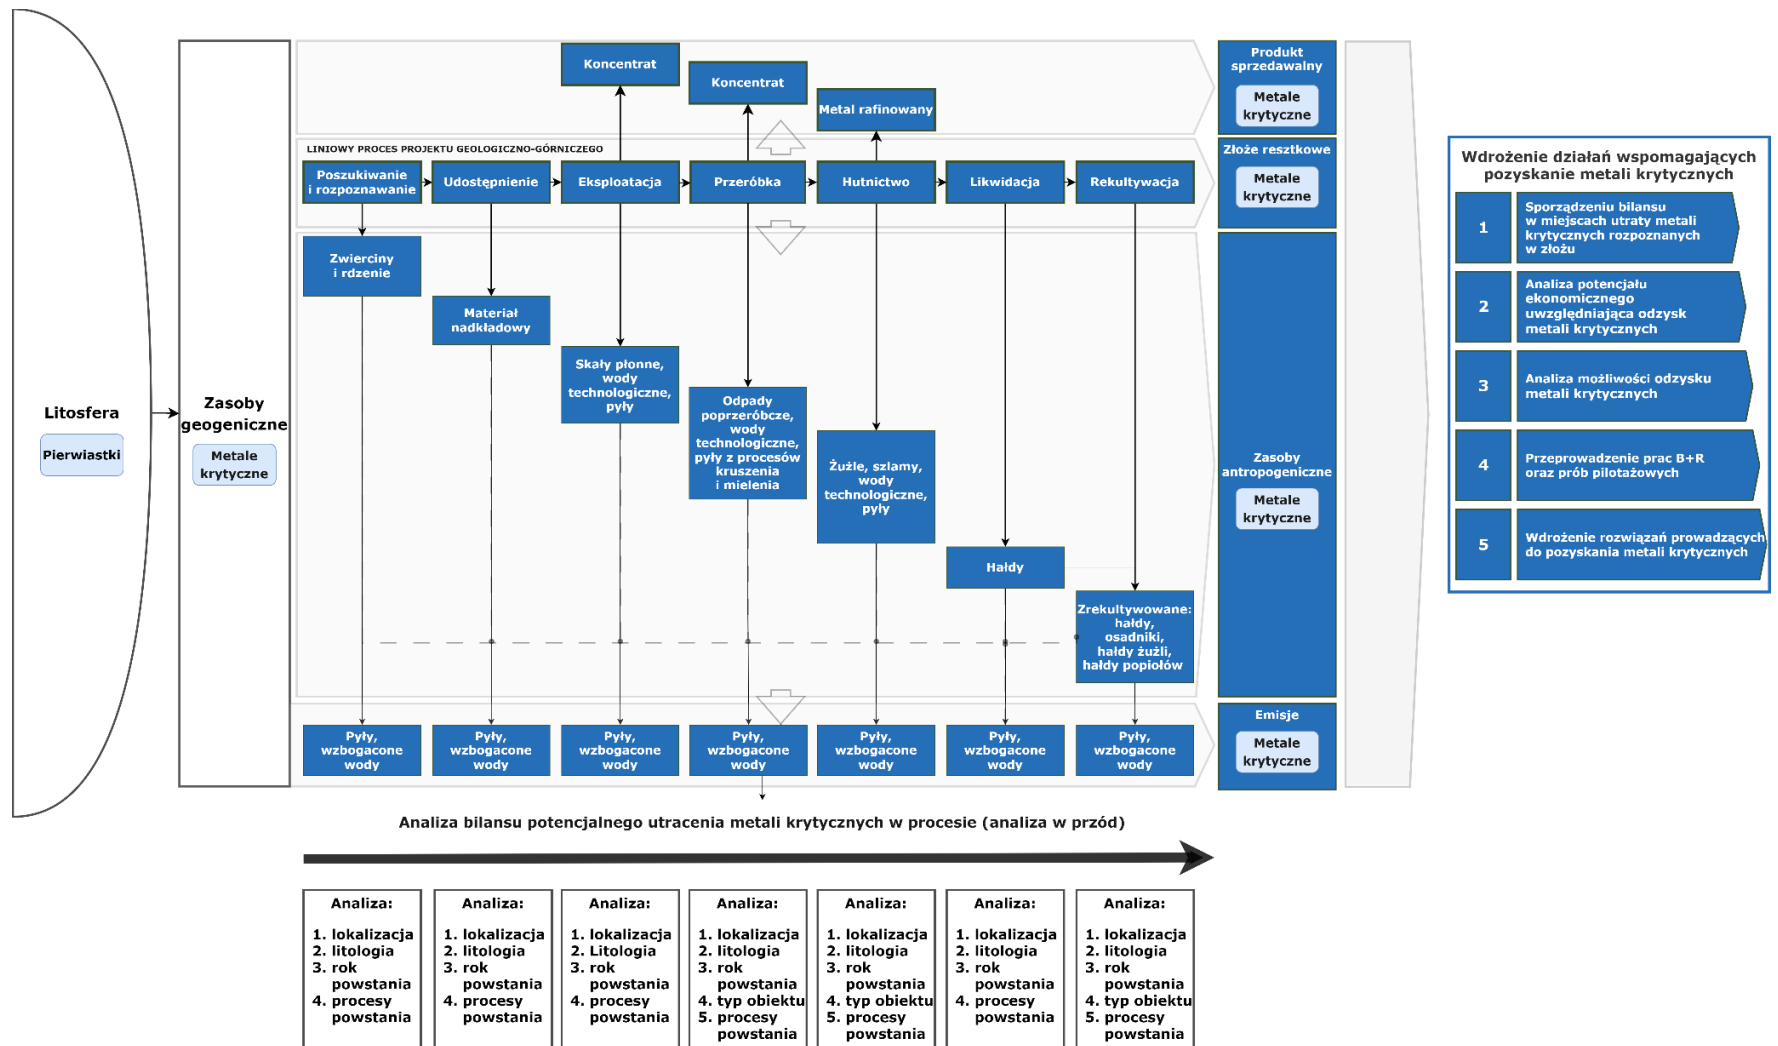 Litosfera
Pierwiastki
Zasoby
geogeniczne
Metale
krytyczne
Koncentrat
Koncentrat
Metal rafinowany
LINIOWY PROCES PROJEKTU GEOLOGICZNO-GÓRNICZEGO
Poszukiwanie
i rozpoznawanie
Udostępnienie
Eksploatacja
Przeróbka
Hutnictwo
Likwidacja
Rekultywacja
Zwierciny
i rdzenie
Materiał
nadkładowy
Skały płonne,
wody
technologiczne,
pyły
Odpady
poprzeróbcze,
wody
technologiczne,
pyły z procesów
kruszenia
i mielenia
Żużle, szlamy,
wody
technologiczne,
pyły
Hałdy
Zrekultywowane:
hałdy,
osadniki,
hałdy żużli,
hałdy popiołów
Pyły,
wzbogacone
wody
Pyły,
wzbogacone
wody
Pyły,
wzbogacone
wody
Pyły,
wzbogacone
wody
Pyły,
wzbogacone
wody
Pyły,
wzbogacone
wody
Pyły,
wzbogacone
wody
Produkt
sprzedawalny
Metale
krytyczne
Złoże resztkowe
Metale
krytyczne
Zasoby
antropogeniczne
Metale
krytyczne
Emisje
Metale
krytyczne
Wdrożenie działań wspomagających
pozyskanie metali krytycznych
1
Sporządzeniu bilansu
w miejscach utraty metali
krytycznych rozpoznanych
w złożu
2
Analiza potencjału
ekonomicznego
uwzględniająca odzysk
metali krytycznych
3
Analiza możliwości odzysku
metali krytycznych
4
Przeprowadzenie prac B+R
oraz prób pilotażowych
5
Wdrożenie rozwiązań prowadzących
do pozyskania metali krytycznych
Analiza bilansu potencjalnego utracenia metali krytycznych w procesie (analiza w przód)
Analiza:
1. lokalizacja
2. litologia
3. rok
powstania
4. procesy
powstania
Analiza:
1. lokalizacja
2. litologia
3. rok
powstania
4. procesy
powstania
Analiza:
1. lokalizacja
2. Litologia
3. rok
powstania
4. procesy
powstania
Analiza:
1. lokalizacja
2. litologia
3. rok
powstania
4. typ obiektu
5. procesy
powstania
Analiza:
1. lokalizacja
2. litologia
3. rok
powstania
4. typ obiektu
5. procesy
powstania
Analiza:
1. lokalizacja
2. litologia
3. rok
powstania
4. procesy
powstania
Analiza:
1. lokalizacja
2. litologia
3. rok
powstania
4. typ obiektu
5. procesy
powstania